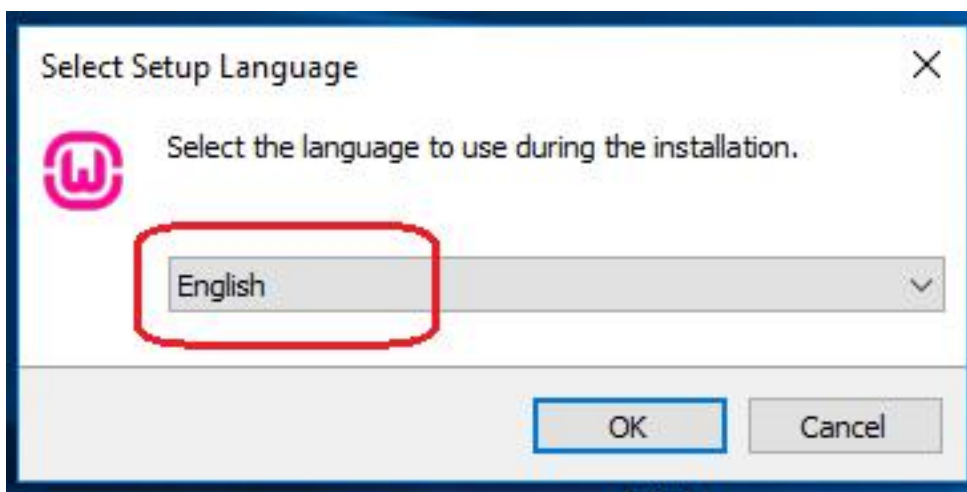 Select Setup Language
Select the language to use during the installation.
English
OK
Cancel